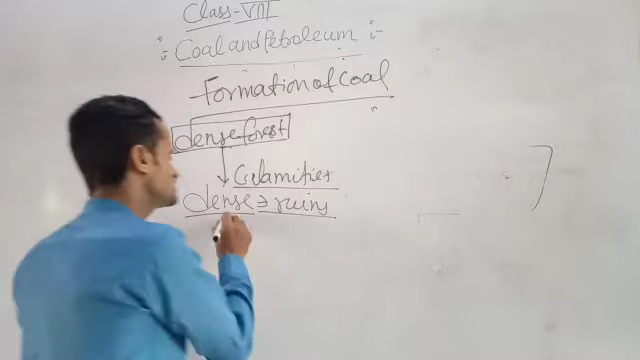 Class-VIII
Coal and Petroleum
Formation of Coal
dense forest
Calamities
dense ⇒ ruins